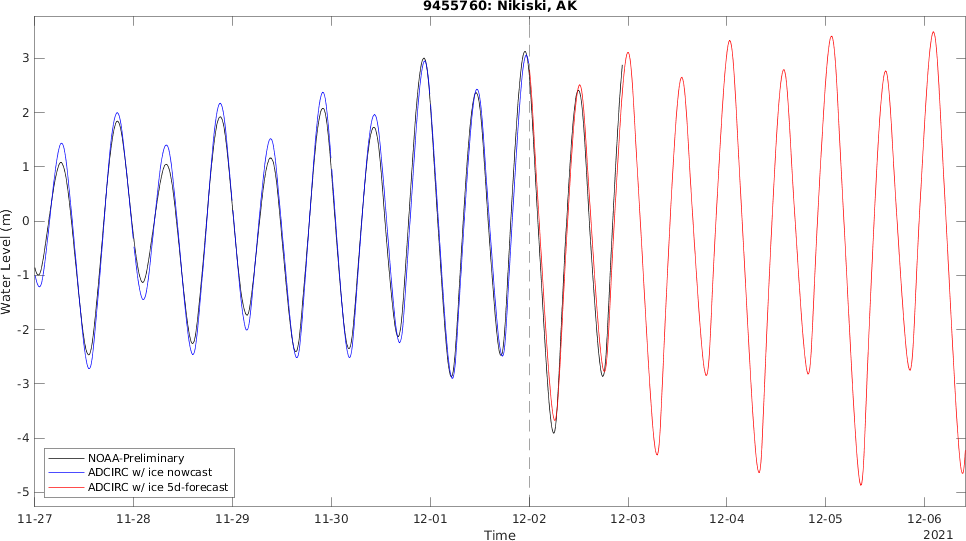 9455760: Nikiski, AK
Water Level (m)
3
2
1
0
-1
-2
-3
-4
-5
NOAA-Preliminary
ADCIRC w/ ice nowcast
ADCIRC w/ ice 5d-forecast
11-27 11-28 11-29 11-30 12-01 12-02 12-03 12-04 12-05 12-06
Time
2021